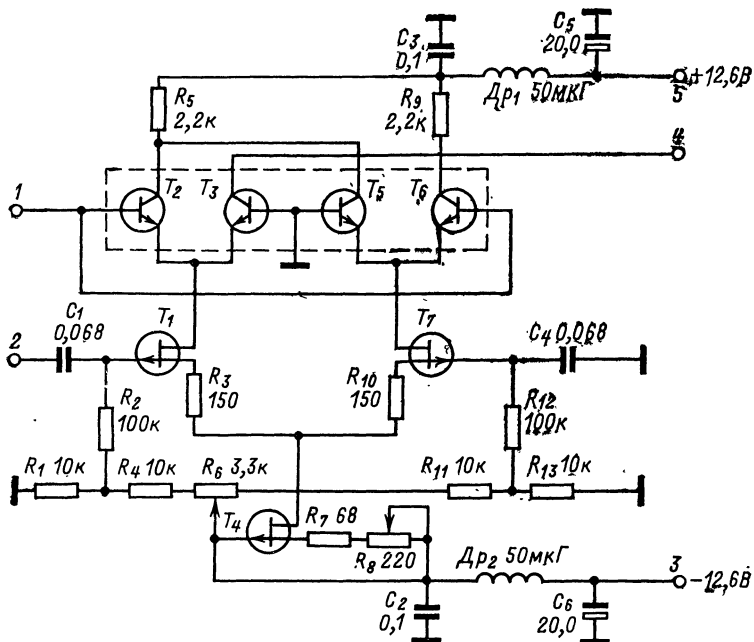 C₅
20,0
C₃
0,1
Др₁ 50мкГ
5
+12,6В
R₅
2,2к
R₉
2,2к
4
1
T₂
T₃
T₅
T₆
C₁
0,068
2
T₁
T₇
C₄ 0,068
R₃
150
R₁₀
150
R₂
100к
R₁₂
100к
R₁ 10к
R₄ 10к
R₆ 3,3к
R₁₁ 10к
R₁₃ 10к
T₄
R₇ 68
R₈ 220
Др₂ 50мкГ
3
-12,6В
C₂
0,1
C₆
20,0